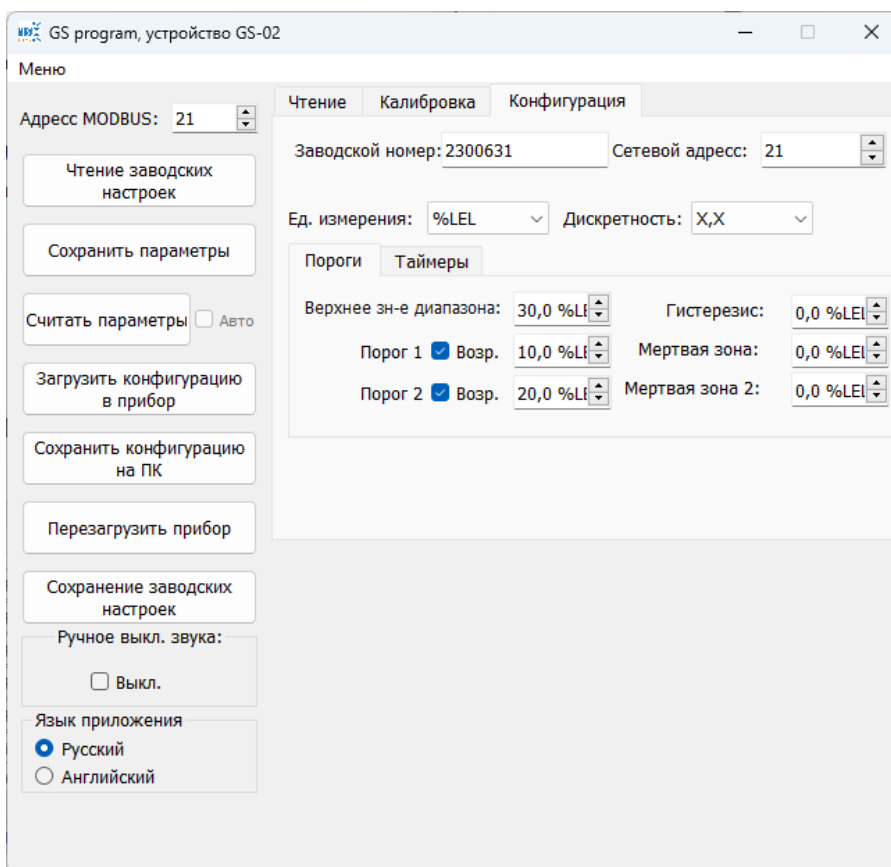 GS program, устройство GS-02
Меню
Адресс MODBUS: 21
Чтение заводских
настроек
Сохранить параметры
Считать параметры Авто
Загрузить конфигурацию
в прибор
Сохранить конфигурацию
на ПК
Перезагрузить прибор
Сохранение заводских
настроек
Ручное выкл. звука:
Выкл.
Язык приложения
Русский
Английский
Чтение Калибровка Конфигурация
Заводской номер: 2300631 Сетевой адресс: 21
Ед. измерения: %LEL Дискретность: X,X
Пороги Таймеры
Верхнее зн-е диапазона: 30,0 %LE Гистерезис: 0,0 %LEL
Порог 1 Возр. 10,0 %LE Мертвая зона: 0,0 %LEL
Порог 2 Возр. 20,0 %LE Мертвая зона 2: 0,0 %LEL